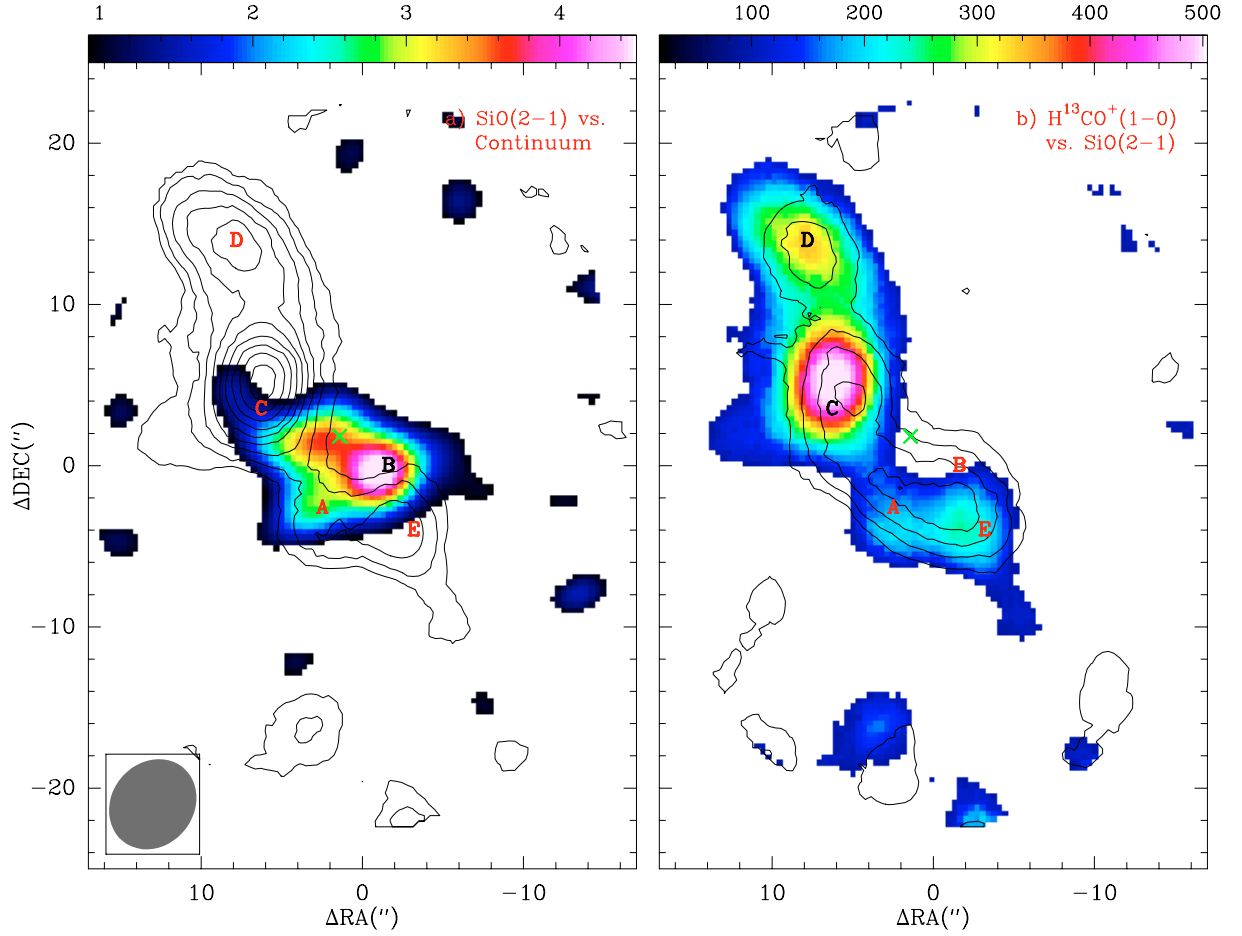 1 2 3 4 100 200 300 400 500
a) SiO(2−1) vs.
Continuum
b) H¹³CO⁺(1−0)
vs. SiO(2−1)
20
10
0
−10
−20
ΔDEC(″)
D
C
B
A
E
D
C
B
A
E
10 0 −10 10 0 −10
ΔRA(″) ΔRA(″)